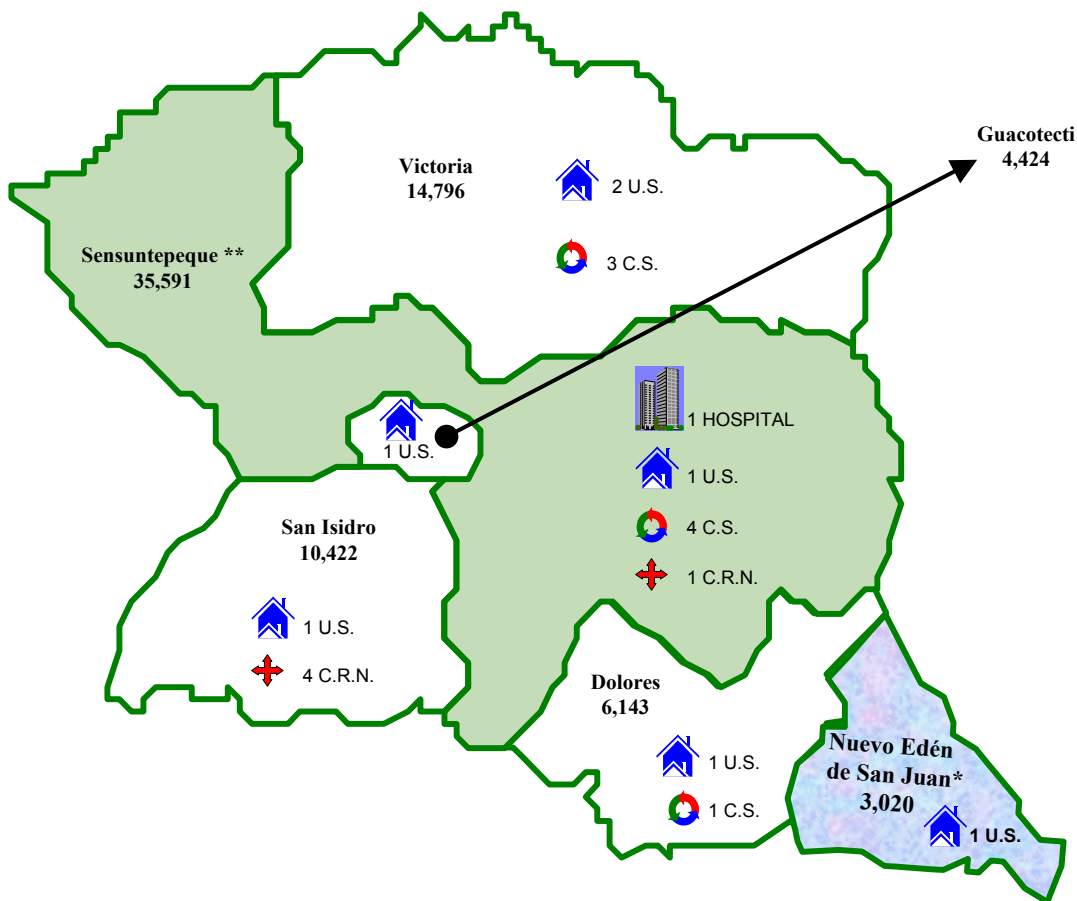 Guacotecti
4,424
Victoria
14,796
2 U.S.
3 C.S.
Sensuntepeque **
35,591
1 HOSPITAL
1 U.S.
4 C.S.
1 C.R.N.
1 U.S.
San Isidro
10,422
1 U.S.
4 C.R.N.
Dolores
6,143
1 U.S.
1 C.S.
Nuevo Edén
de San Juan*
3,020
1 U.S.